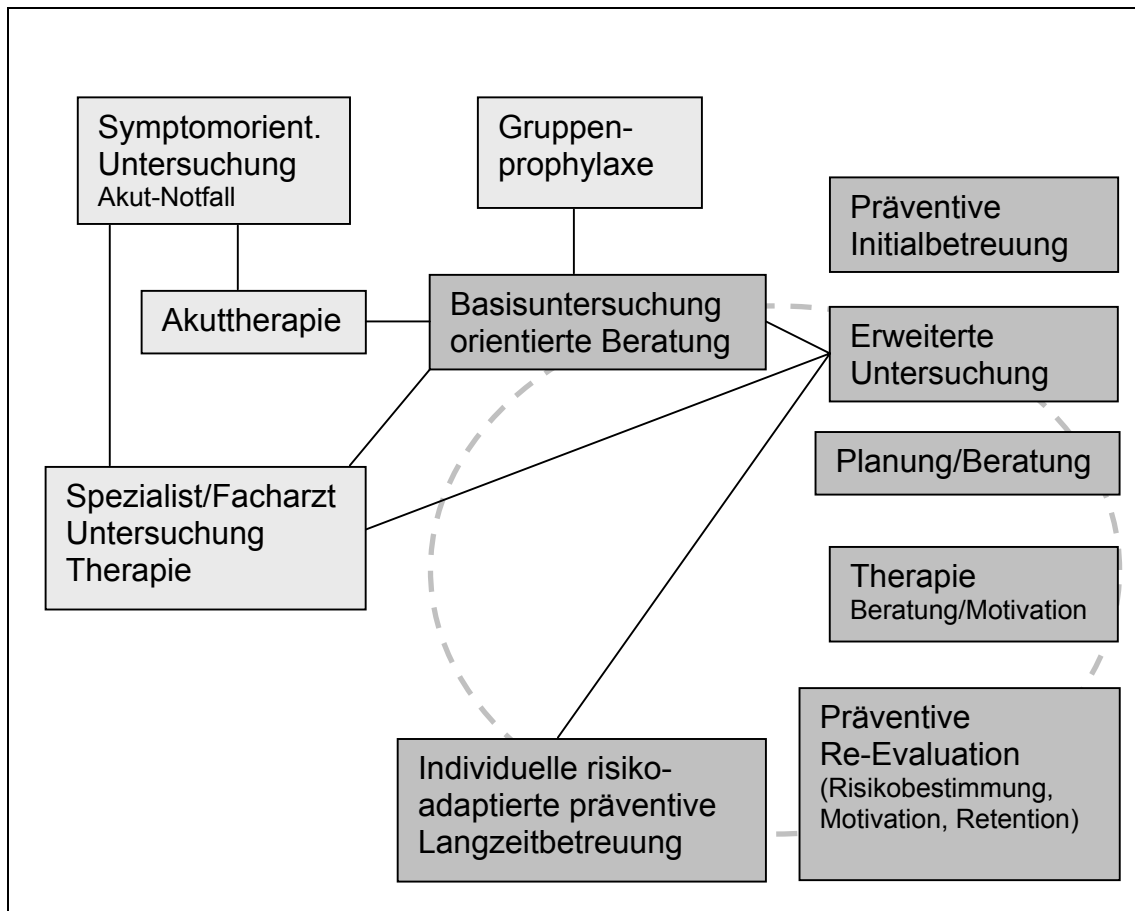 Symptomorient.
Untersuchung
Akut-Notfall
Gruppen-
prophylaxe
Präventive
Initialbetreuung
Akuttherapie
Basisuntersuchung
orientierte Beratung
Erweiterte
Untersuchung
Planung/Beratung
Spezialist/Facharzt
Untersuchung
Therapie
Therapie
Beratung/Motivation
Individuelle risiko-
adaptierte präventive
Langzeitbetreuung
Präventive
Re-Evaluation
(Risikobestimmung,
Motivation, Retention)